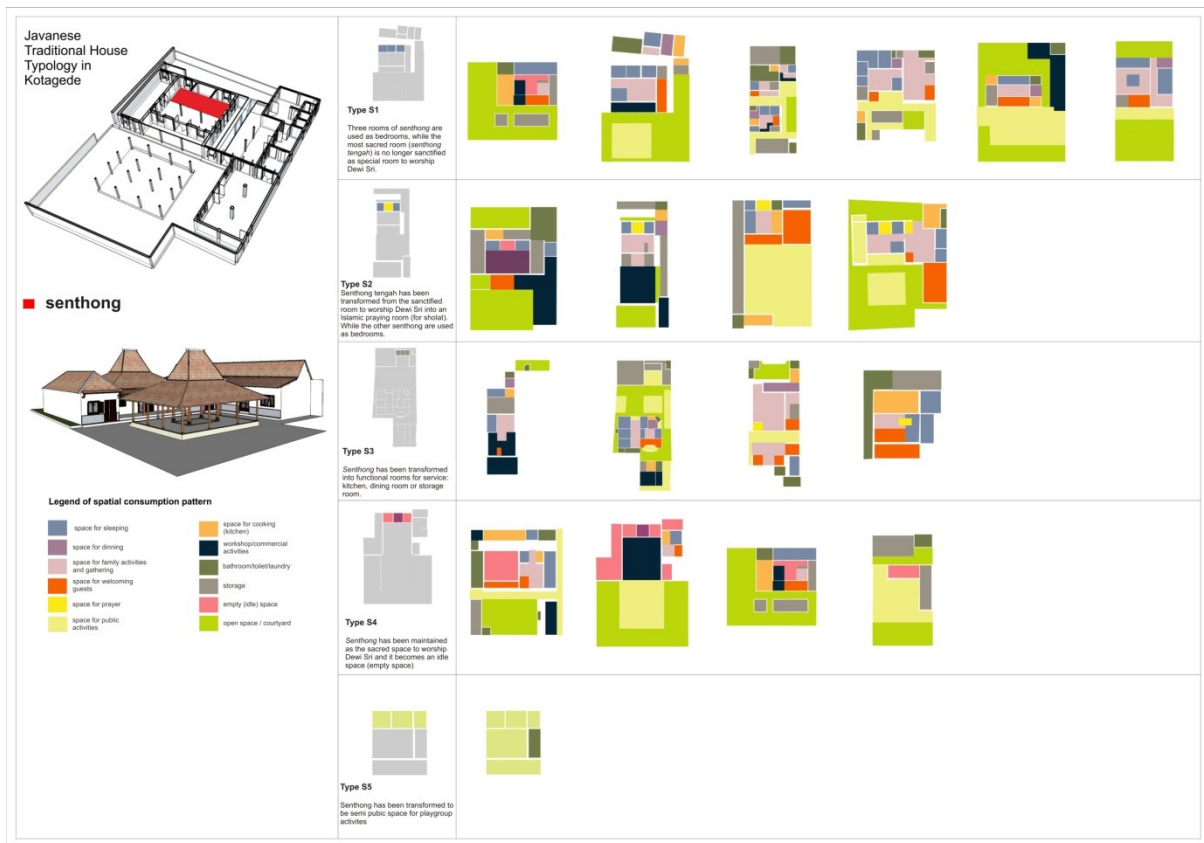 Javanese
Traditional House
Typology in
Kotagede
senthong
Legend of spatial consumption pattern
space for sleeping
space for dinning
space for family activities
and gathering
space for welcoming
guests
space for prayer
space for public
activities
space for cooking
(kitchen)
workshop/commercial
activities
bathroom/toilet/laundry
storage
empty (idle) space
open space / courtyard
Type S1
Three rooms of senthong are
used as bedrooms, while the
most sacred room (senthong
tengah) is no longer sanctified
as special room to worship
Dewi Sri.
Type S2
Senthong tengah has been
transformed from the sanctified
room to worship Dewi Sri into an
Islamic praying room (for sholat).
While the other senthong are used
as bedrooms.
Type S3
Senthong has been transformed
into functional rooms for service:
kitchen, dining room or storage
room.
Type S4
Senthong has been maintained
as the sacred space to worship
Dewi Sri and it becomes an idle
space (empty space)
Type S5
Senthong has been transformed to
be semi pubic space for playgroup
activites